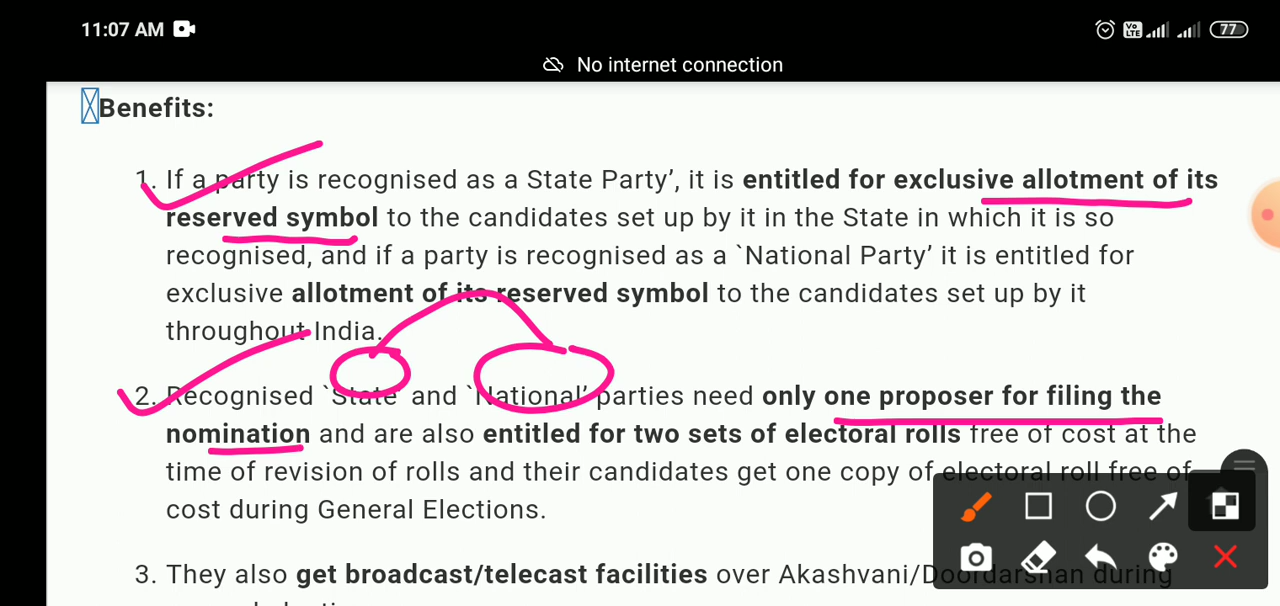 11:07 AM
Vo LTE
77
No internet connection
Benefits:
1. If a party is recognised as a State Party’, it is entitled for exclusive allotment of its
reserved symbol to the candidates set up by it in the State in which it is so
recognised, and if a party is recognised as a `National Party’ it is entitled for
exclusive allotment of its reserved symbol to the candidates set up by it
throughout India.
2. Recognised `State’ and `National’ parties need only one proposer for filing the
nomination and are also entitled for two sets of electoral rolls free of cost at the
time of revision of rolls and their candidates get one copy of electoral roll free of
cost during General Elections.
3. They also get broadcast/telecast facilities over Akashvani/Doordarshan during